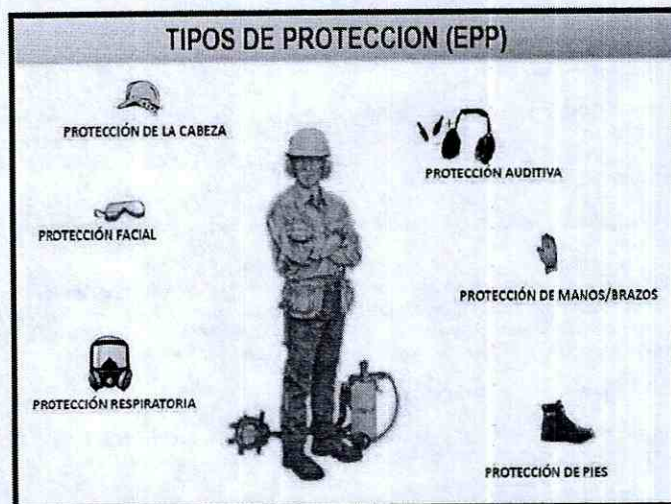 TIPOS DE PROTECCION (EPP)
PROTECCIÓN DE LA CABEZA
PROTECCIÓN AUDITIVA
PROTECCIÓN FACIAL
PROTECCIÓN DE MANOS/BRAZOS
PROTECCIÓN RESPIRATORIA
PROTECCIÓN DE PIES